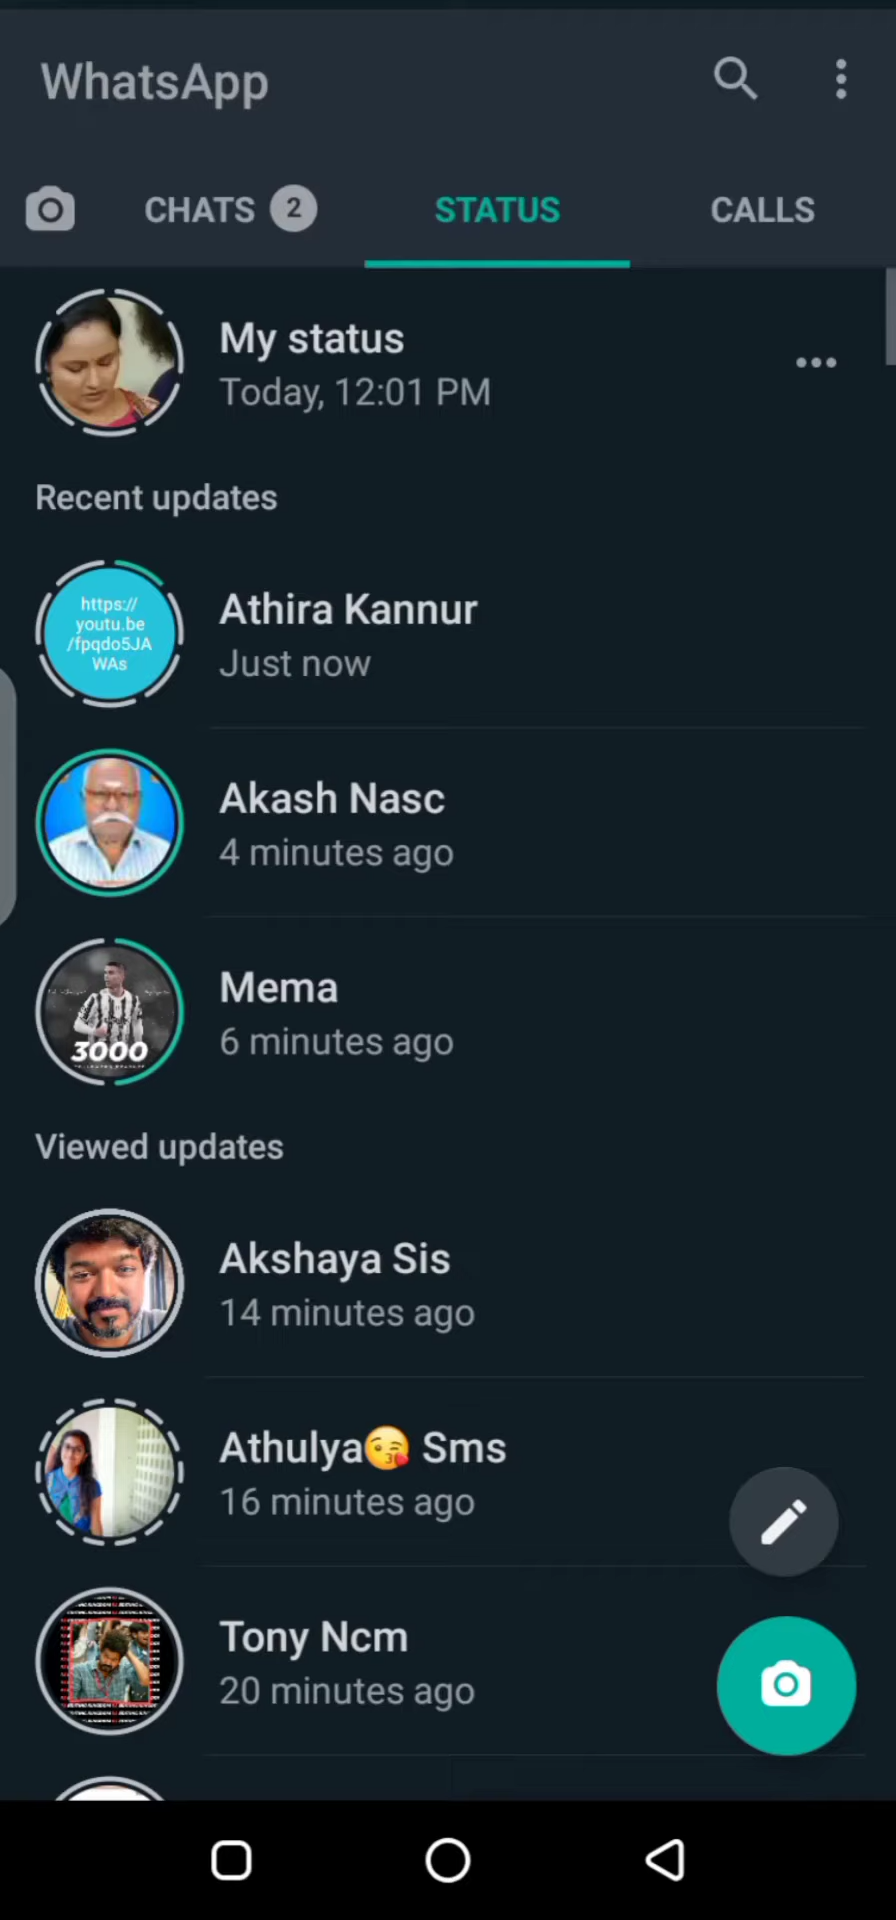 WhatsApp
CHATS 2 STATUS CALLS
My status
Today, 12:01 PM
Recent updates
https://
youtu.be
/fpqdo5JA
WAs
Athira Kannur
Just now
Akash Nasc
4 minutes ago
Mema
6 minutes ago
3000
Viewed updates
Akshaya Sis
14 minutes ago
Athulya😘 Sms
16 minutes ago
Tony Ncm
20 minutes ago